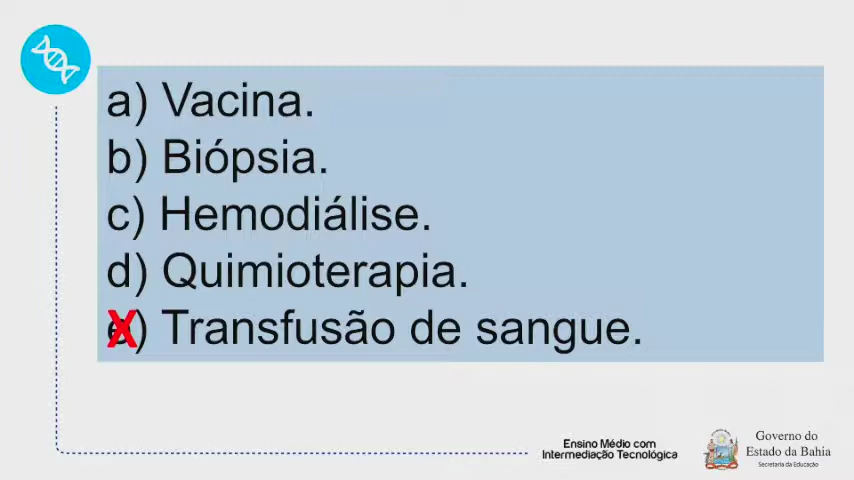 a) Vacina.
b) Biópsia.
c) Hemodiálise.
d) Quimioterapia.
e) Transfusão de sangue.
X
Ensino Médio com
Intermediação Tecnológica
Governo do
Estado da Bahia
Secretaria da Educação